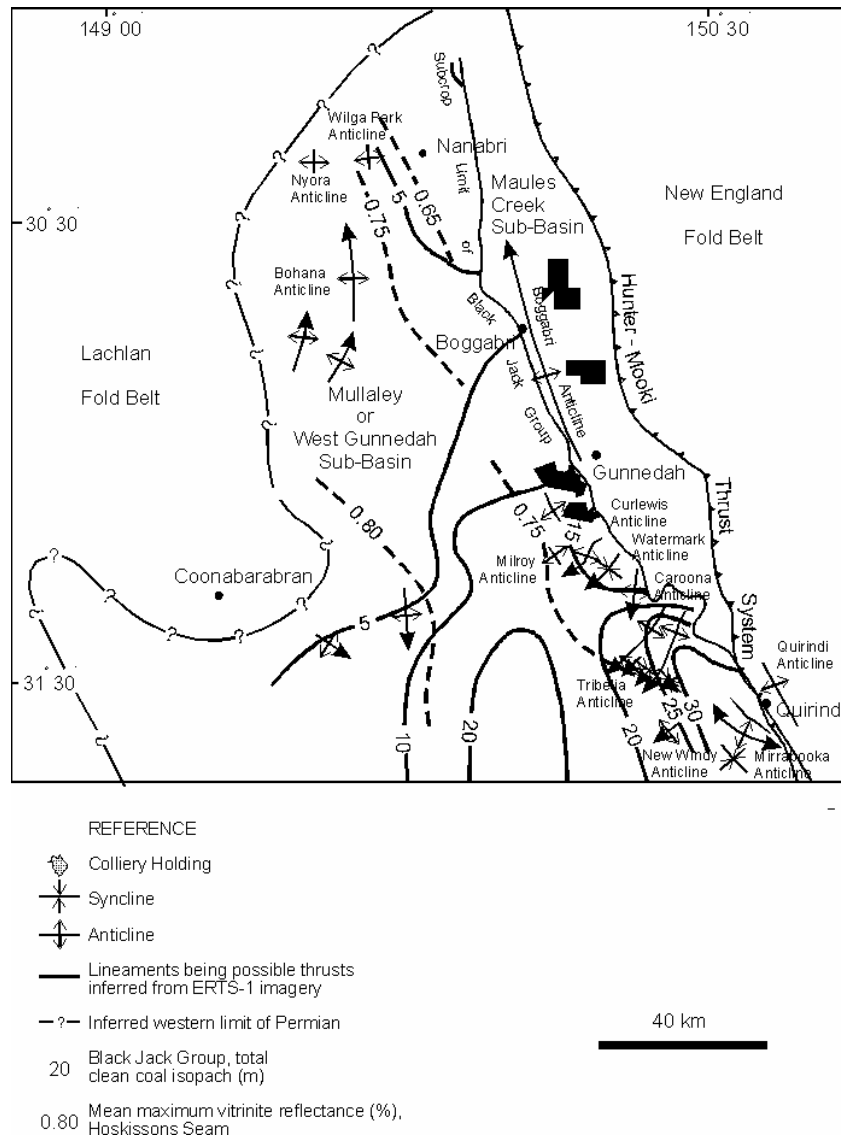 149 00
150 30
Subcrop
Limit
of
Black
Jack
Group
Wilga Park
Anticline
Nanabri
Nyora
Anticline
5
0.65
0.75
Maules
Creek
Sub-Basin
New England
Fold Belt
30 30
Bohana
Anticline
Boggabri
Boggabri
Anticline
Hunter - Mooki
Thrust
System
Lachlan
Fold Belt
Mullaley
or
West Gunnedah
Sub-Basin
Gunnedah
0.80
0.75
15
Curlewis
Anticline
Watermark
Anticline
Milroy
Anticline
Caroona
Anticline
Coonabarabran
5
31 30
Quirindi
Anticline
Tribella
Anticline
Quirind
10
20
20
25
30
New Windy
Anticline
Mirrabooka
Anticline
? ? ? ? ? ? ? ? ? ? ? ? ? ? ? ? ? ?
REFERENCE
Colliery Holding
Syncline
Anticline
Lineaments being possible thrusts
inferred from ERTS-1 imagery
?
Inferred western limit of Permian
20
Black Jack Group, total
clean coal isopach (m)
0.80
Mean maximum vitrinite reflectance (%),
Hoskissons Seam
40 km